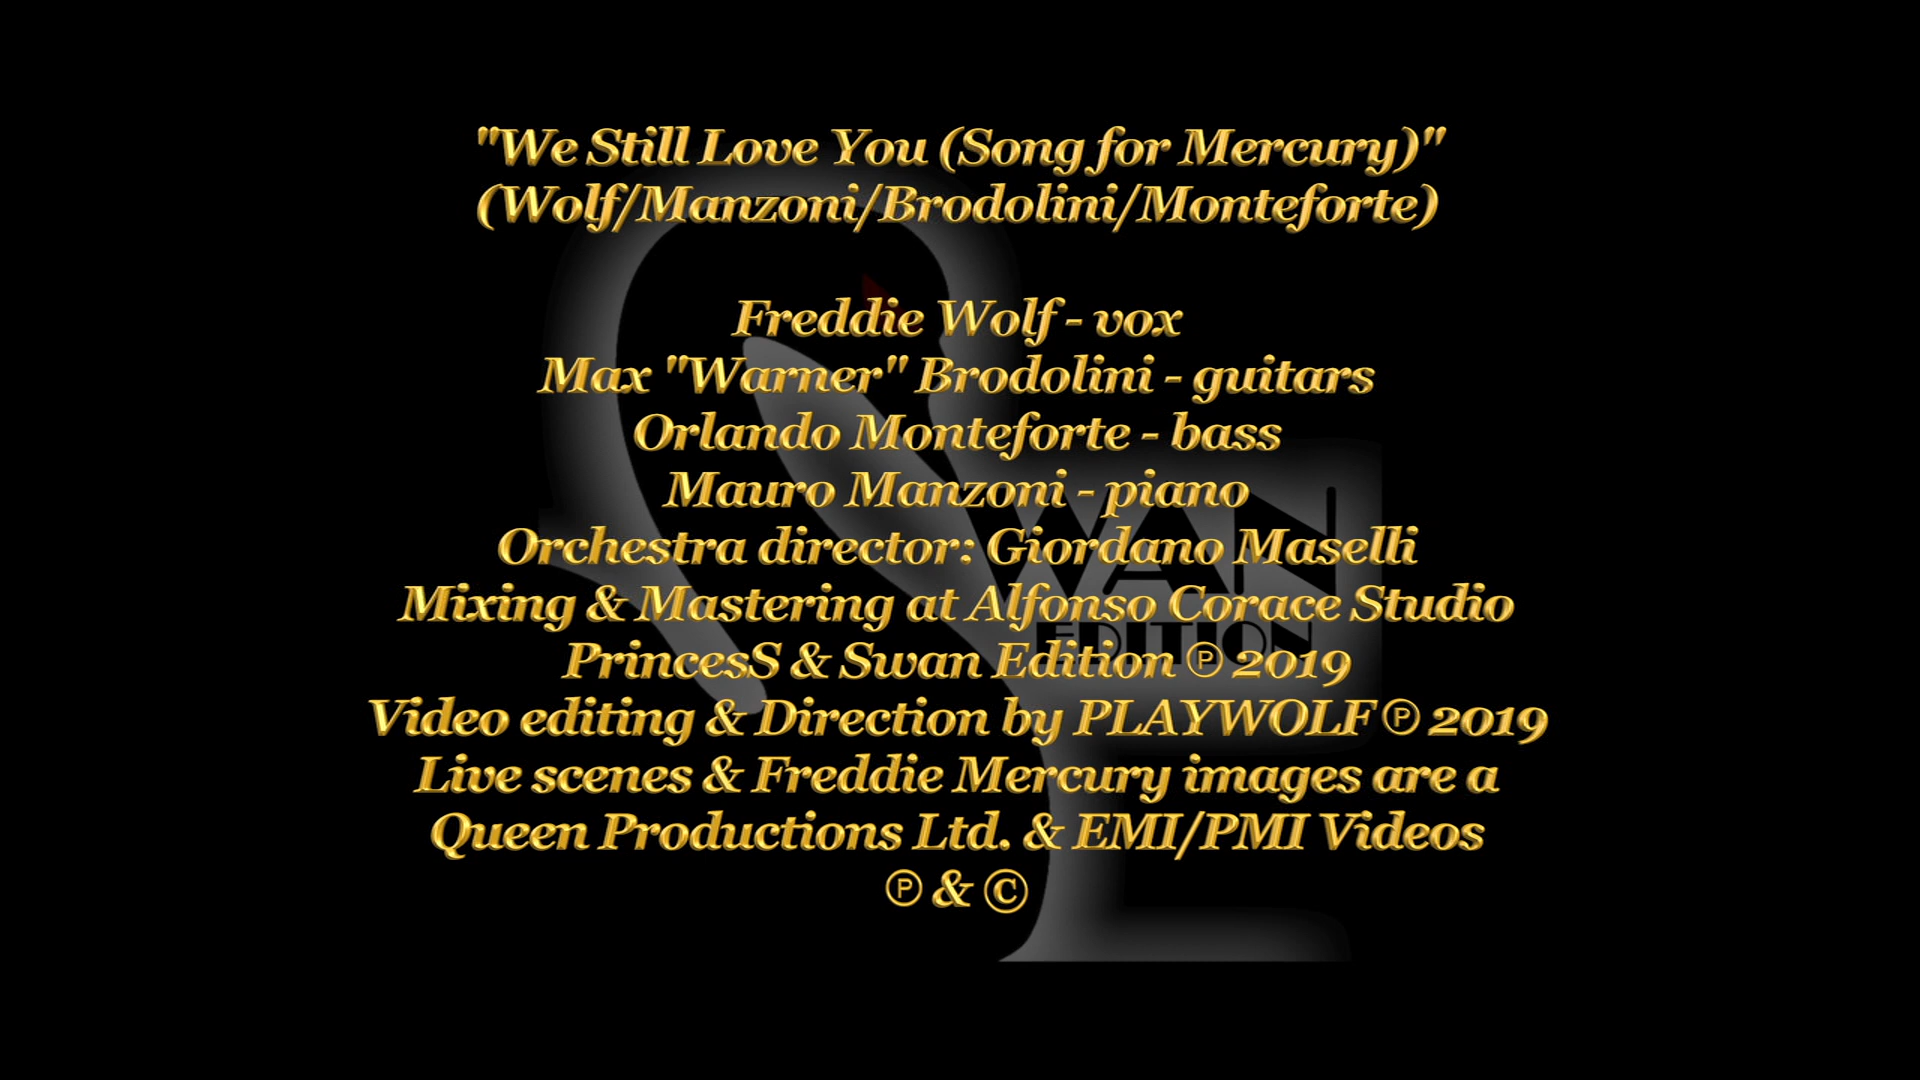 "We Still Love You (Song for Mercury)"
(Wolf/Manzoni/Brodolini/Monteforte)
Freddie Wolf - vox
Max "Warner" Brodolini - guitars
Orlando Monteforte - bass
Mauro Manzoni - piano
Orchestra director: Giordano Maselli
Mixing & Mastering at Alfonso Corace Studio
PrincesS & Swan Edition ℗ 2019
Video editing & Direction by PLAYWOLF ℗ 2019
Live scenes & Freddie Mercury images are a
Queen Productions Ltd. & EMI/PMI Videos
℗ & ©
WAN
EDITION